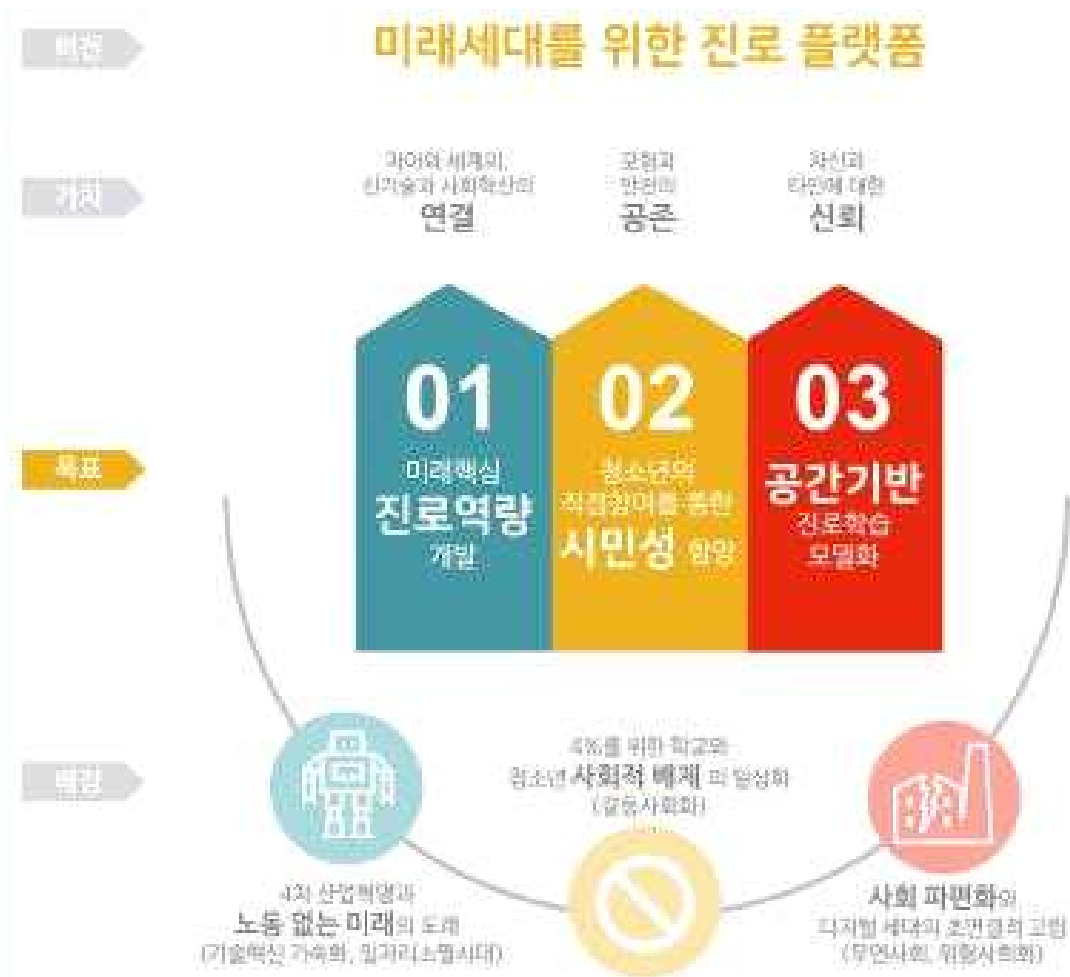 비전
미래세대를 위한 진로 플랫폼
가치
자아와 세계의,
신기술과 사회혁신의
연결
모험과
안전의
공존
자신과
타인에 대한
신뢰
목표
01
미래핵심
진로역량
개발
02
청소년의
직접참여를 통한
시민성 함양
03
공간기반
진로학습
모델화
배경
4차 산업혁명과
노동 없는 미래의 도래
(기술혁신 가속화, 일자리소멸시대)
4%를 위한 학교와
청소년 사회적 배제 의 일상화
(갈등사회화)
사회 파편화와
디지털 세대의 초연결적 고립
(무연사회, 위험사회화)